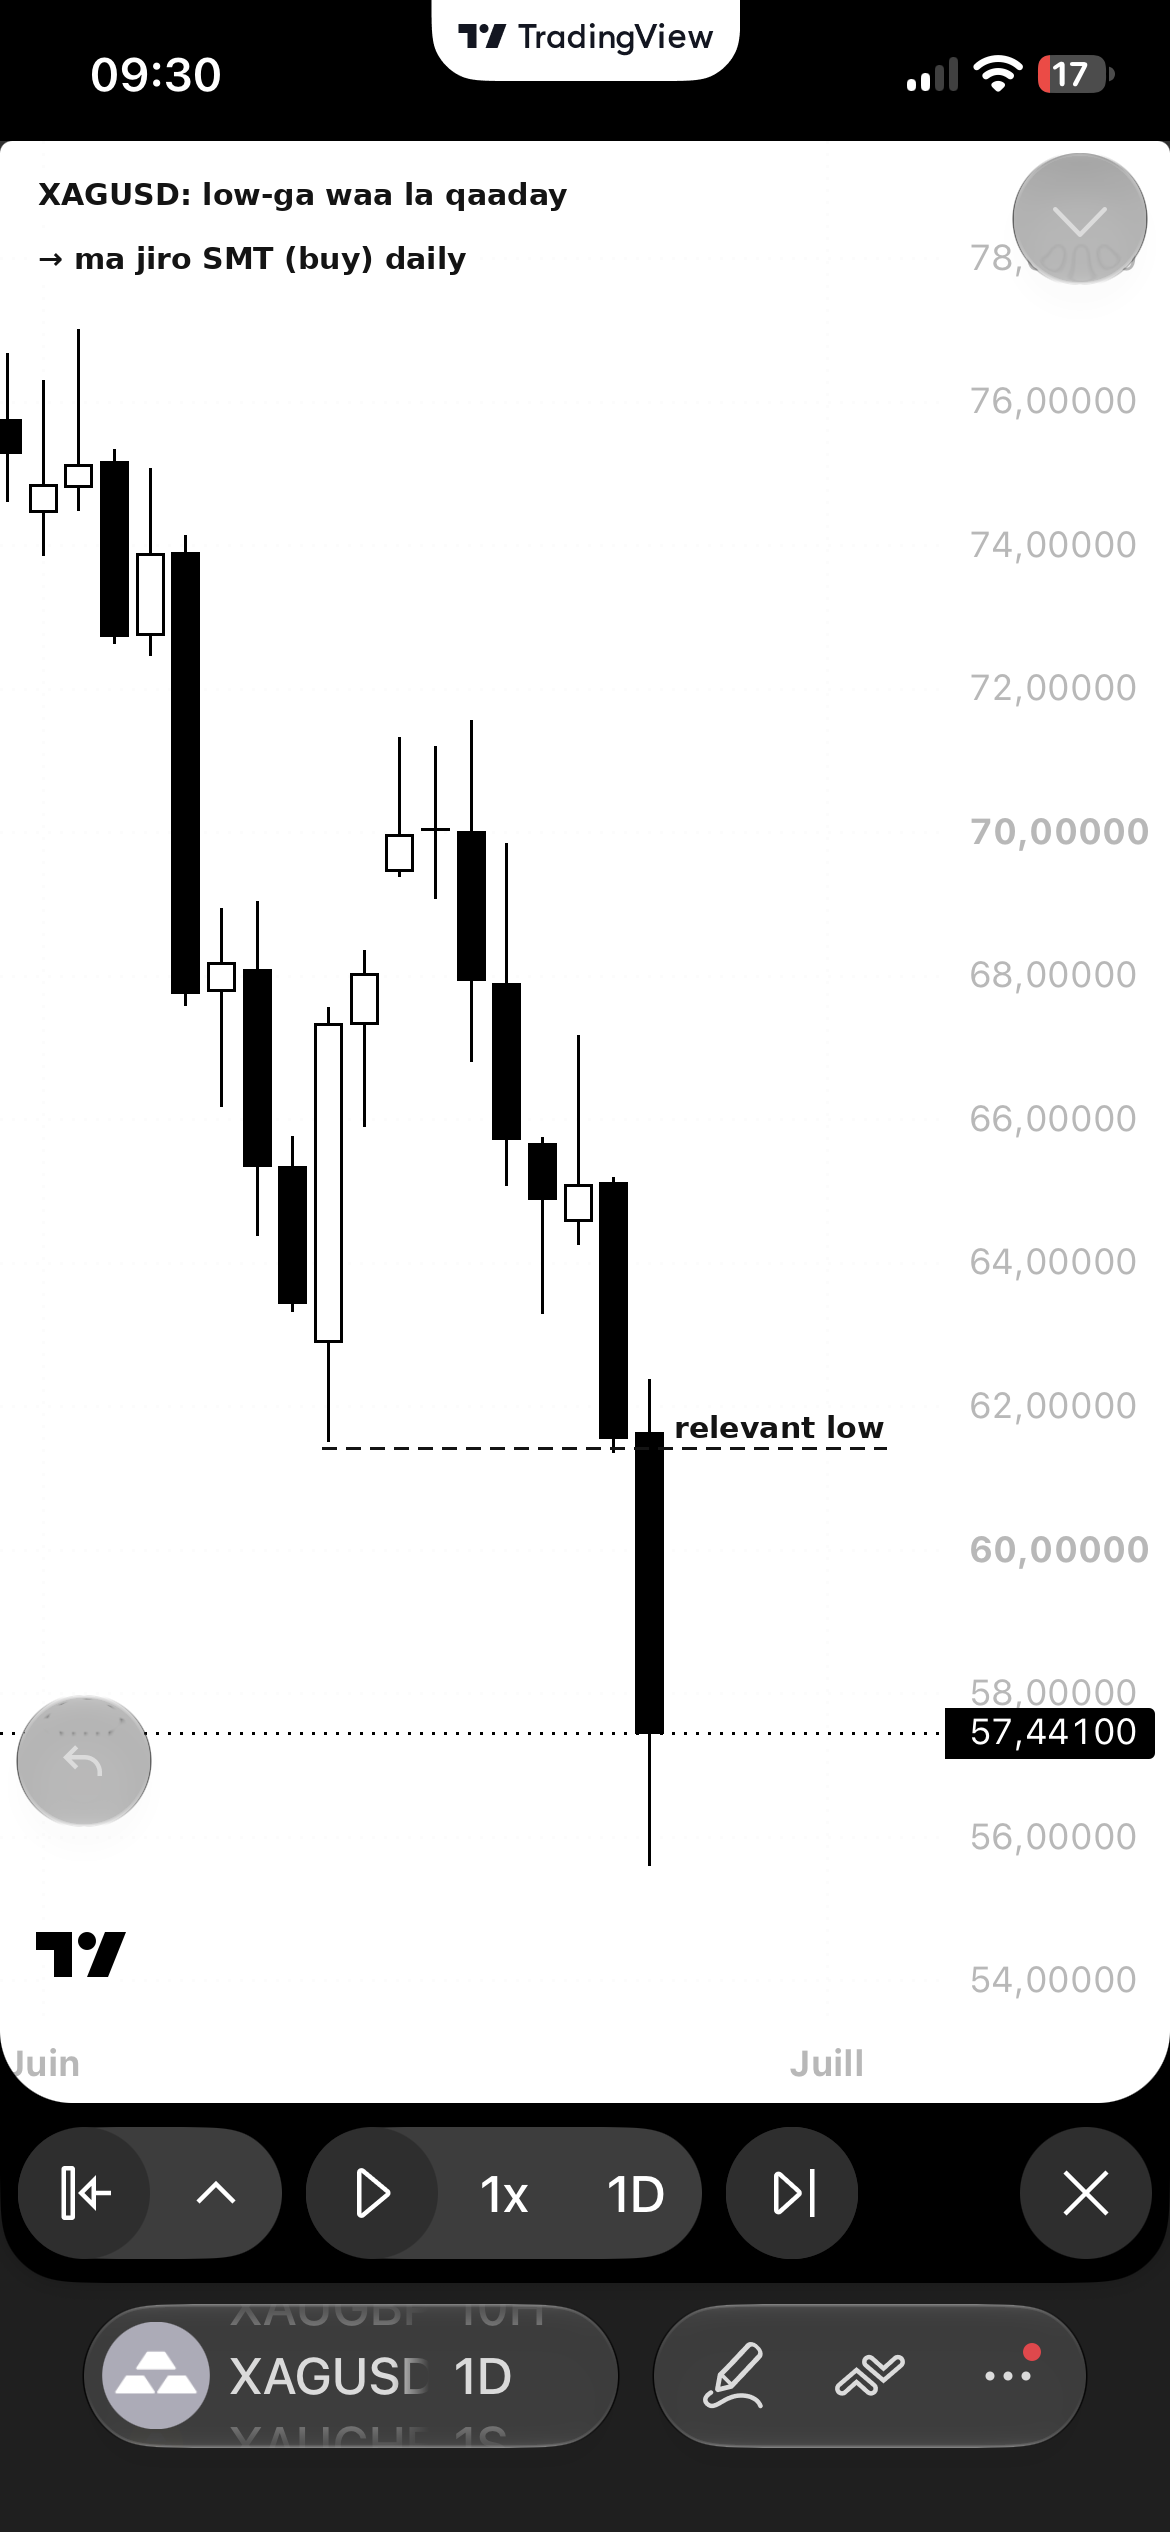 TradingView
09:30
17
XAGUSD: low-ga waa la qaaday
→ ma jiro SMT (buy) daily
76,00000
74,00000
72,00000
70,00000
68,00000
66,00000
64,00000
relevant low
62,00000
60,00000
58,00000
57,44100
56,00000
54,00000
Juin Juill
1x 1D
XAGUSD 1D